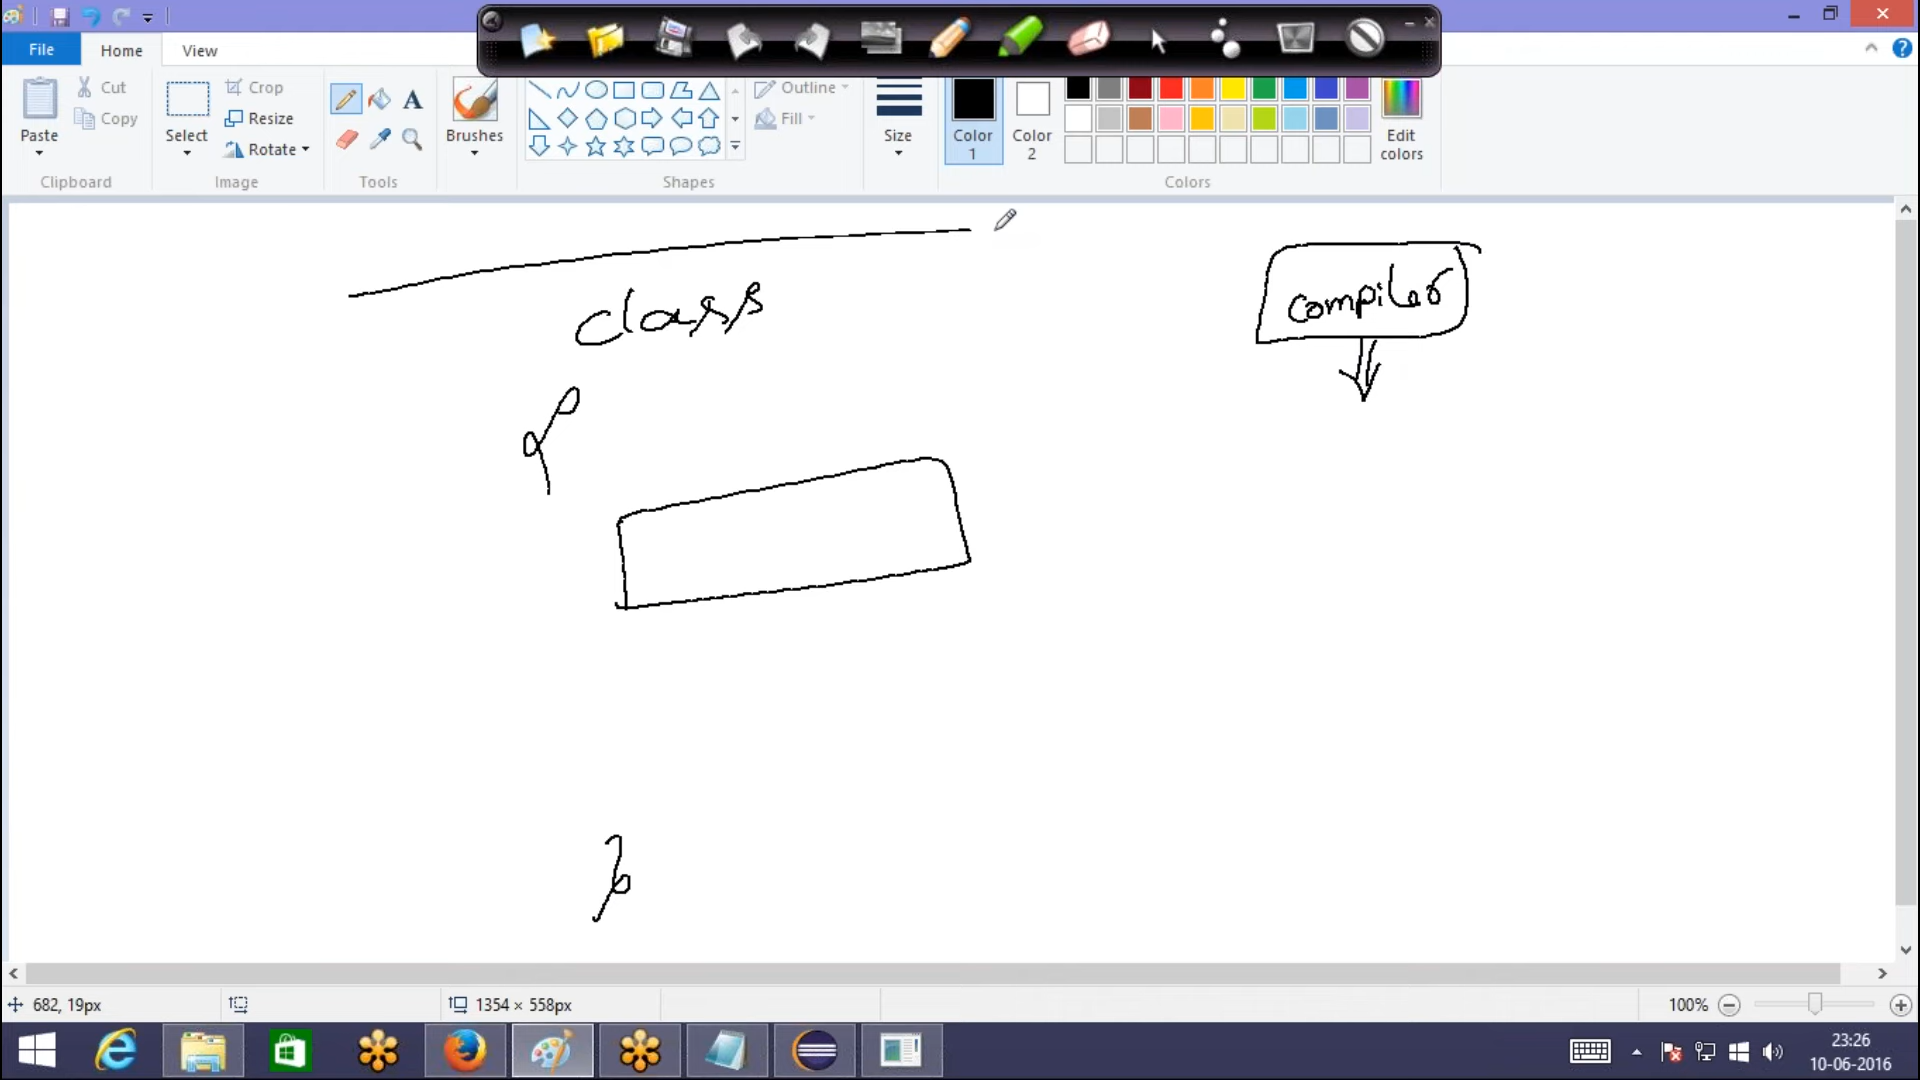 File Home View
Cut
Copy
Paste
Clipboard
Select
Crop
Resize
Rotate
Image
Tools
Brushes
Shapes
Outline
Fill
Size
Color 1
Color 2
Edit colors
Colors
class
compiler
{
}
682, 19px
1354 × 558px
100%
23:26
10-06-2016